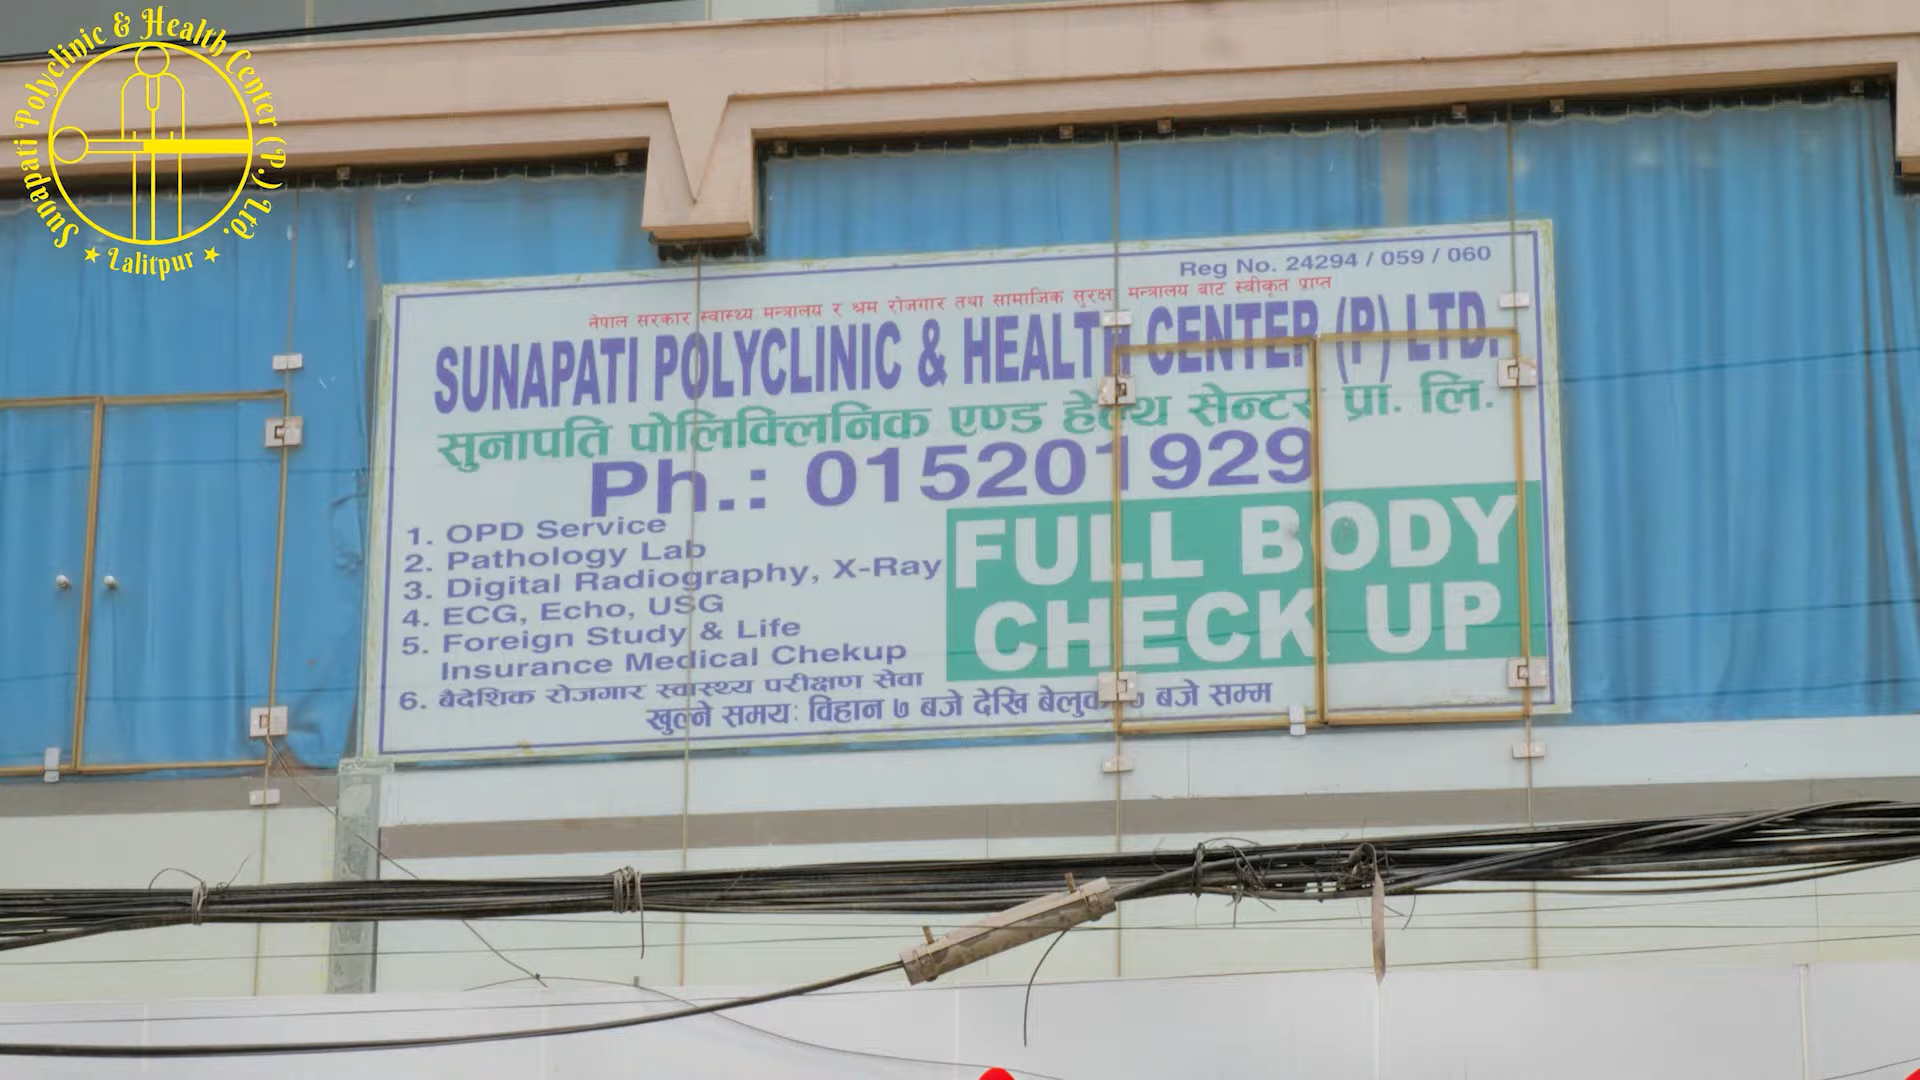 Sunapati Polyclinic & Health Center (P.) Ltd.
Lalitpur
Reg No. 24294 / 059 / 060
नेपाल सरकार स्वास्थ्य मन्त्रालय र श्रम रोजगार तथा सामाजिक सुरक्षा मन्त्रालय बाट स्वीकृत प्राप्त
SUNAPATI POLYCLINIC & HEALTH CENTER (P) LTD.
सुनापति पोलिक्लिनिक एण्ड हेल्थ सेन्टर प्रा. लि.
Ph.: 015201929
1. OPD Service
2. Pathology Lab
3. Digital Radiography, X-Ray
4. ECG, Echo, USG
5. Foreign Study & Life
Insurance Medical Chekup
6. बैदेशिक रोजगार स्वास्थ्य परीक्षण सेवा
FULL BODY
CHECK UP
खुल्ने समयः विहान ७ बजे देखि बेलुका ७ बजे सम्म